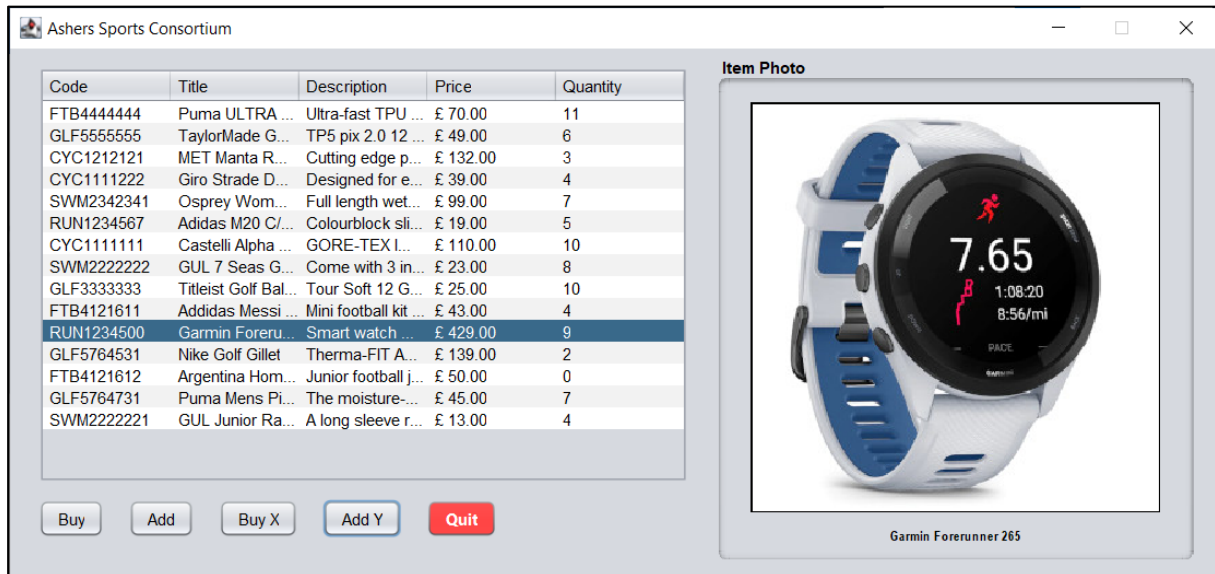 Ashers Sports Consortium
Code Title Description Price Quantity
FTB4444444 Puma ULTRA ... Ultra-fast TPU ... £ 70.00 11
GLF5555555 TaylorMade G... TP5 pix 2.0 12 ... £ 49.00 6
CYC1212121 MET Manta R... Cutting edge p... £ 132.00 3
CYC1111222 Giro Strade D... Designed for e... £ 39.00 4
SWM2342341 Osprey Wom... Full length wet... £ 99.00 7
RUN1234567 Adidas M20 C/... Colourblock sli... £ 19.00 5
CYC1111111 Castelli Alpha ... GORE-TEX I... £ 110.00 10
SWM2222222 GUL 7 Seas G... Come with 3 in... £ 23.00 8
GLF3333333 Titleist Golf Bal... Tour Soft 12 G... £ 25.00 10
FTB4121611 Addidas Messi ... Mini football kit ... £ 43.00 4
RUN1234500 Garmin Foreru... Smart watch ... £ 429.00 9
GLF5764531 Nike Golf Gillet Therma-FIT A... £ 139.00 2
FTB4121612 Argentina Hom... Junior football j... £ 50.00 0
GLF5764731 Puma Mens Pi... The moisture-... £ 45.00 7
SWM2222221 GUL Junior Ra... A long sleeve r... £ 13.00 4
Buy Add Buy X Add Y Quit
Item Photo
7.65
1:08:20
8:56/mi
PACE
GARMIN
Garmin Forerunner 265